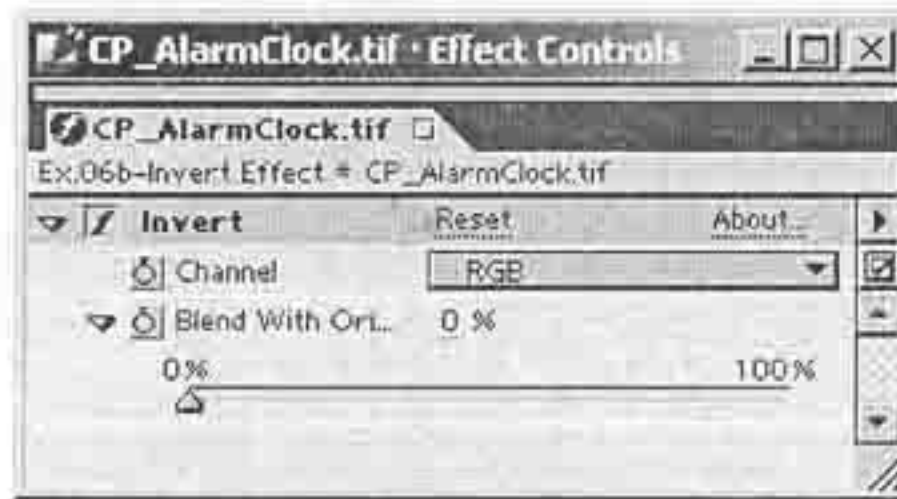 CP_AlarmClock.tif · Effect Controls
CP_AlarmClock.tif
Ex.06b-Invert Effect * CP_AlarmClock.tif
Invert Reset About...
Channel RGB
Blend With Ori... 0 %
0% 100%